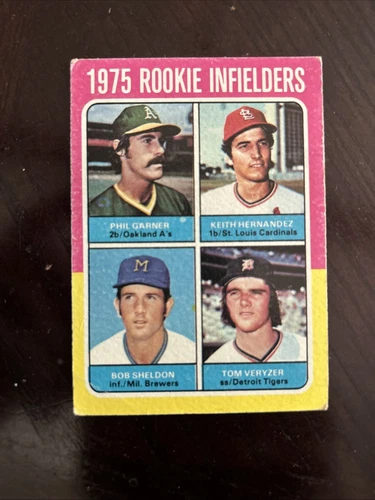 1975 ROOKIE INFIELDERS
A
PHIL GARNER
2b/Oakland A's
StL
KEITH HERNANDEZ
1b/St. Louis Cardinals
M
BOB SHELDON
inf./Mil. Brewers
D
TOM VERYZER
ss/Detroit Tigers